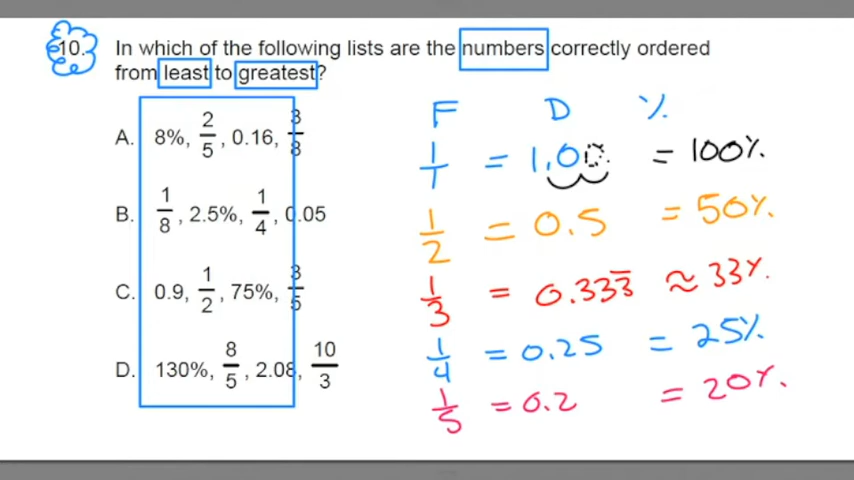 10. In which of the following lists are the numbers correctly ordered
from least to greatest?
A. 8%, 2/5, 0.16, 3/8
B. 1/8, 2.5%, 1/4, 0.05
C. 0.9, 1/2, 75%, 3/5
D. 130%, 8/5, 2.08, 10/3
F D %
1/1 = 1.00 = 100%
1/2 = 0.5 = 50%
1/3 = 0.333̅ ≈ 33%
1/4 = 0.25 = 25%
1/5 = 0.2 = 20%